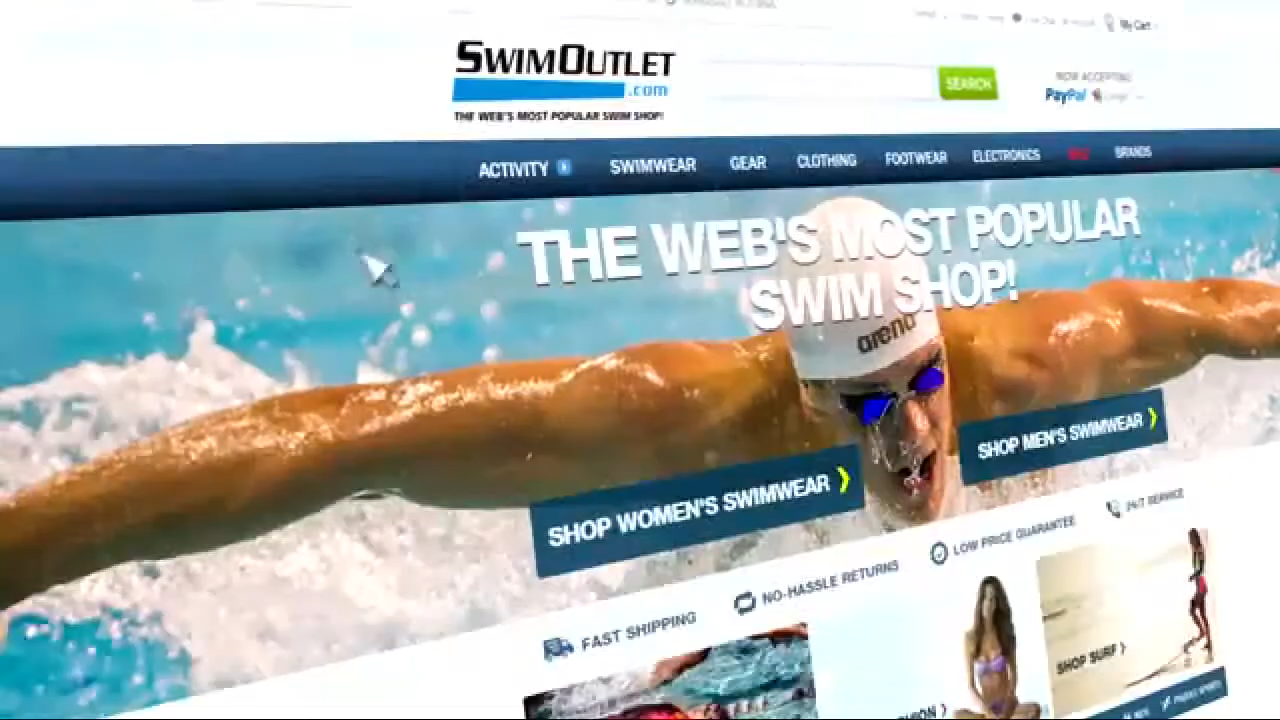 My Cart
SWIMOUTLET
.com
THE WEB'S MOST POPULAR SWIM SHOP!
SEARCH
NOW ACCEPTING
PayPal
ACTIVITY
SWIMWEAR
GEAR
CLOTHING
FOOTWEAR
ELECTRONICS
BRANDS
THE WEB'S MOST POPULAR
SWIM SHOP!
arena
SHOP WOMEN'S SWIMWEAR
SHOP MEN'S SWIMWEAR
FAST SHIPPING
NO-HASSLE RETURNS
LOW PRICE GUARANTEE
24/7 SERVICE
SHOP SURF